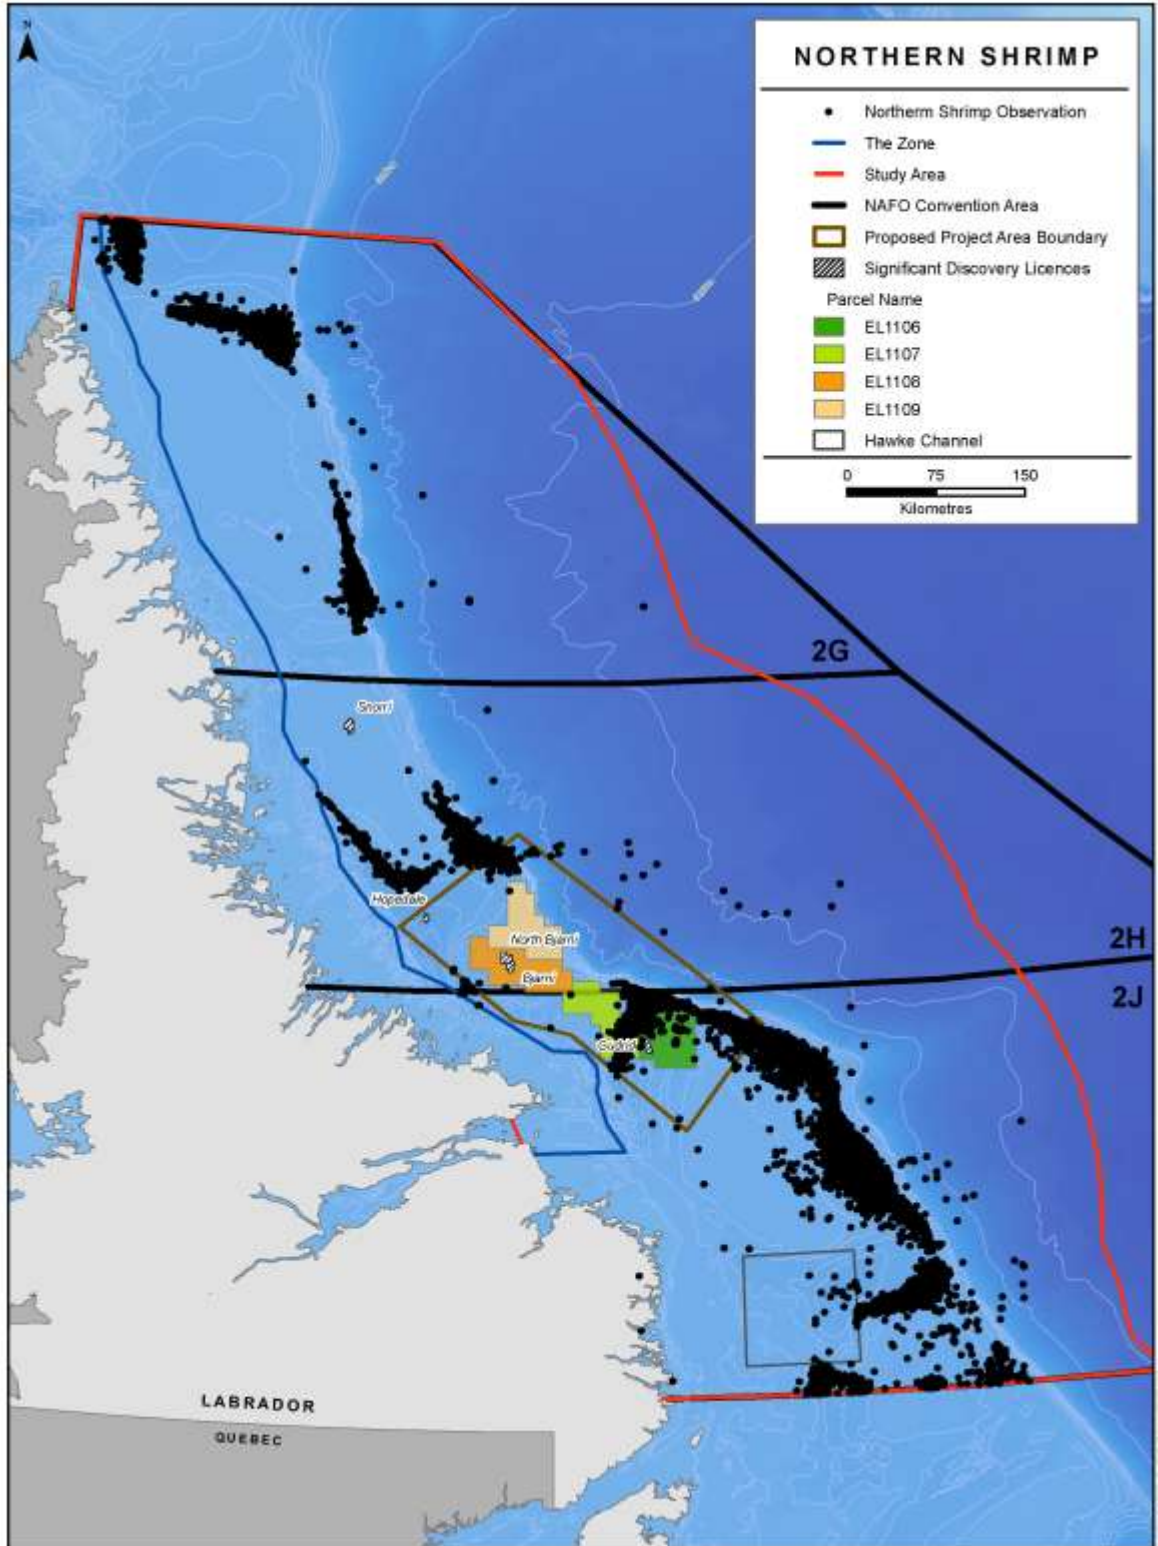 N
NORTHERN SHRIMP
Northerm Shrimp Observation
The Zone
Study Area
NAFO Convention Area
Proposed Project Area Boundary
Significant Discovery Licences
Parcel Name
EL1106
EL1107
EL1108
EL1109
Hawke Channel
0 75 150
Kilometres
2G
Snorri
Hopedale
North Bjarni
Bjarni
2H
2J
Gudrid
LABRADOR
QUEBEC